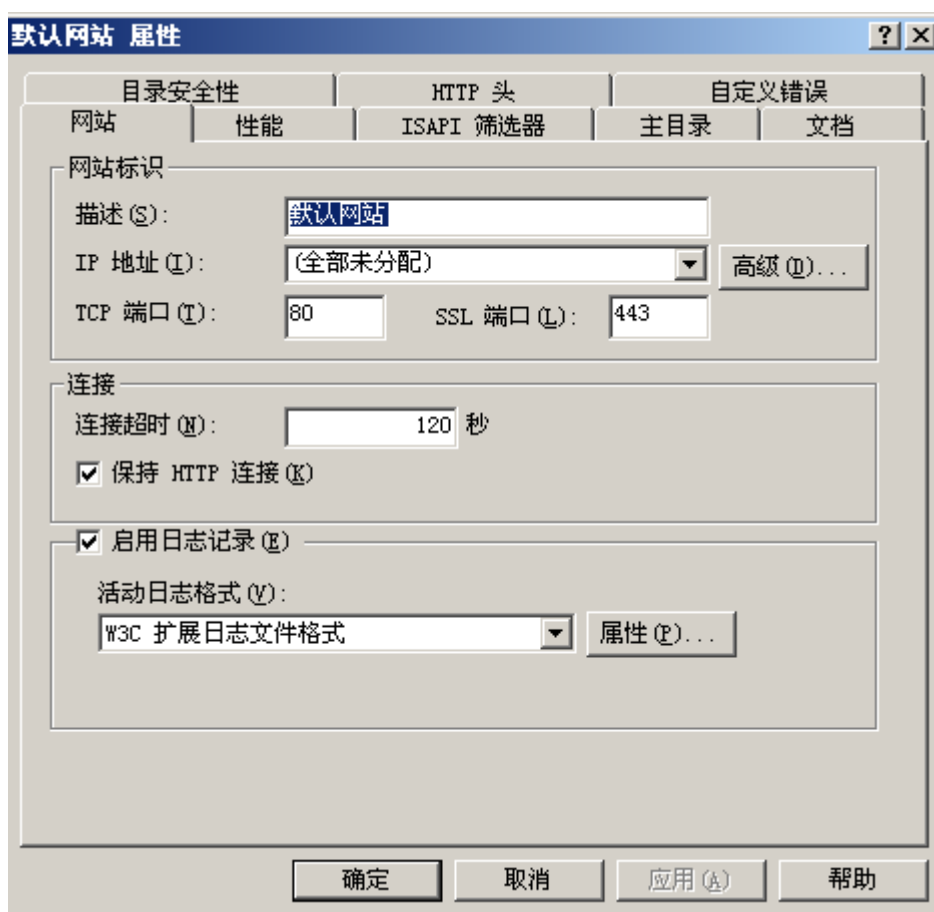 默认网站 属性
目录安全性 HTTP 头 自定义错误
网站 性能 ISAPI 筛选器 主目录 文档
网站标识
描述(S): 默认网站
IP 地址(I): (全部未分配) 高级(D)...
TCP 端口(T): 80 SSL 端口(L): 443
连接
连接超时(N): 120 秒
保持 HTTP 连接(K)
启用日志记录(E)
活动日志格式(V):
W3C 扩展日志文件格式 属性(P)...
确定 取消 应用(A) 帮助